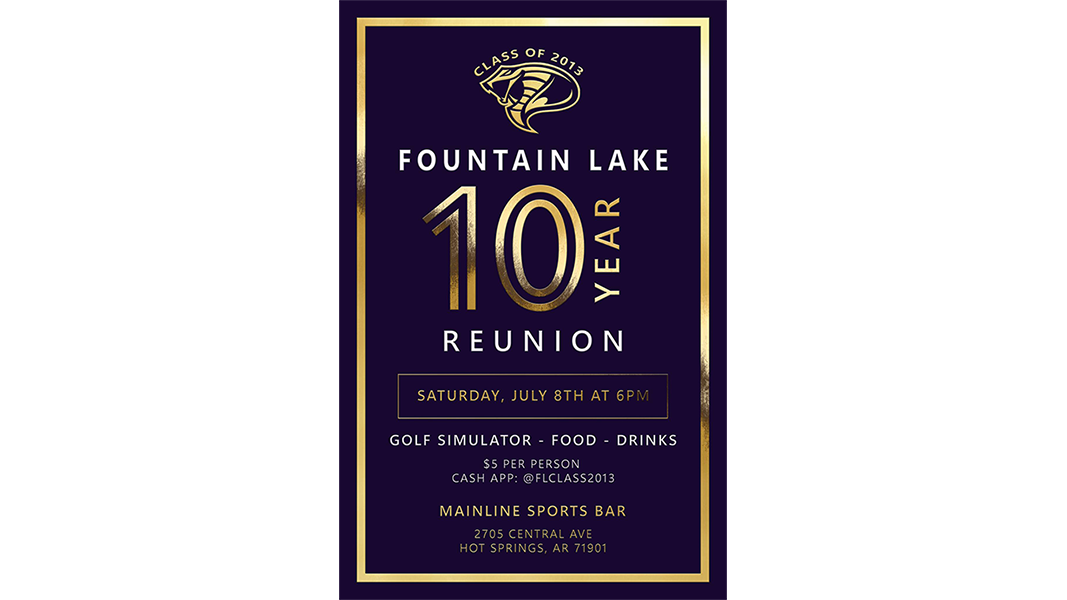 CLASS OF 2013
FOUNTAIN LAKE
10 YEAR
REUNION
SATURDAY, JULY 8TH AT 6PM
GOLF SIMULATOR - FOOD - DRINKS
$5 PER PERSON
CASH APP: @FLCLASS2013
MAINLINE SPORTS BAR
2705 CENTRAL AVE
HOT SPRINGS, AR 71901